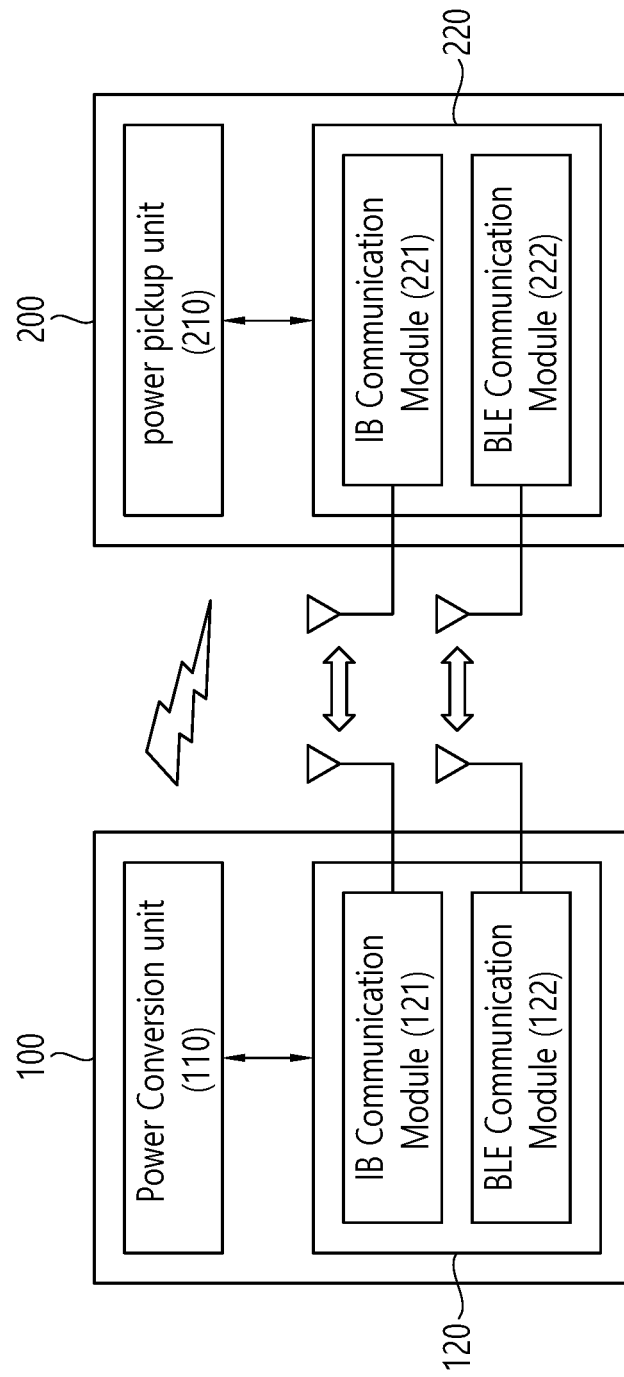 100
Power Conversion unit
(110)
IB Communication
Module (121)
BLE Communication
Module (122)
120
200
power pickup unit
(210)
IB Communication
Module (221)
BLE Communication
Module (222)
220